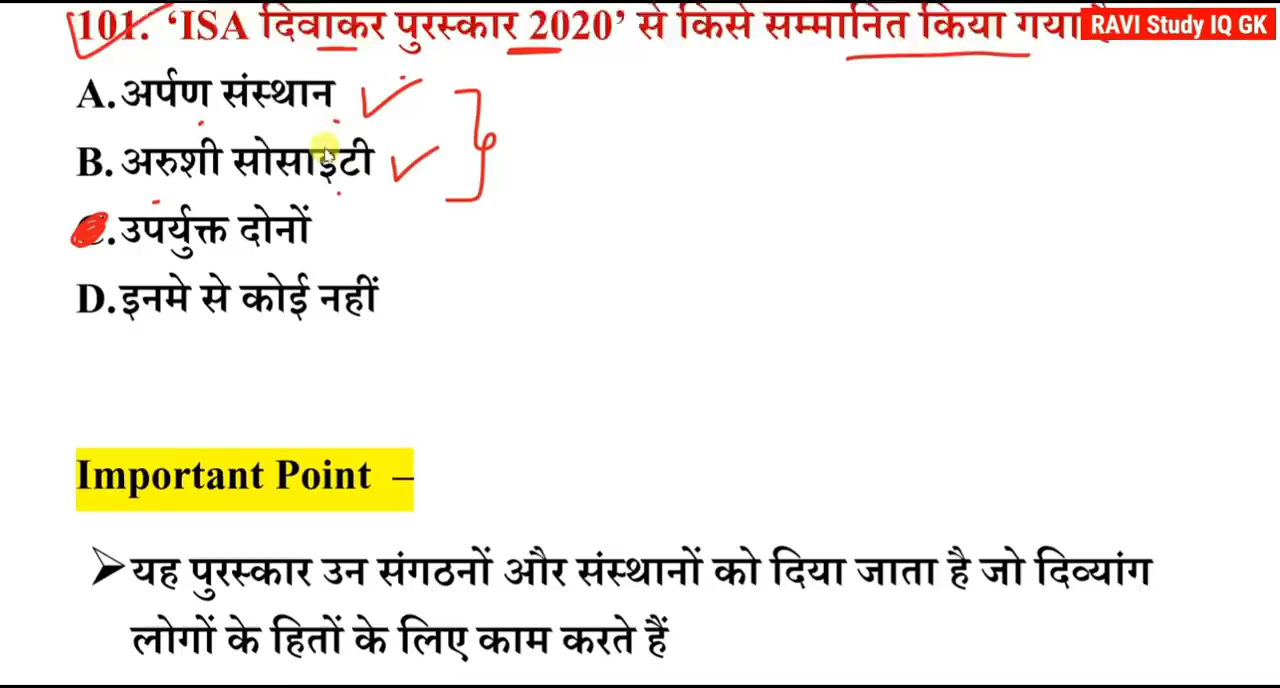 101. ‘ISA दिवाकर पुरस्कार 2020’ से किसे सम्मानित किया गया है RAVI Study IQ GK
A. अर्पण संस्थान
B. अरुशी सोसाइटी
C. उपर्युक्त दोनों
D. इनमे से कोई नहीं
Important Point –
➤ यह पुरस्कार उन संगठनों और संस्थानों को दिया जाता है जो दिव्यांग
लोगों के हितों के लिए काम करते हैं